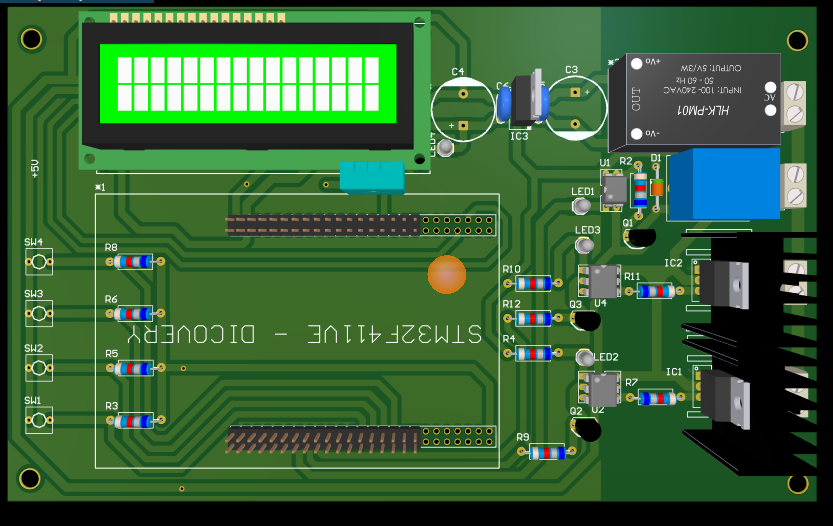 C4
C3
IC3
LED4
+Vo
OUT
-Vo
HLK-PM01
INPUT: 100-240VAC
50 - 60 Hz
OUTPUT: 5V/3W
AC
+5V
*1
U1
R2
D1
LED1
Q1
LED3
SW4
R8
R10
IC2
R11
U4
SW3
R6
R12
Q3
STM32F411VE - DICOVERY
R4
LED2
SW2
R5
IC1
R7
U2
SW1
R3
Q2
R9